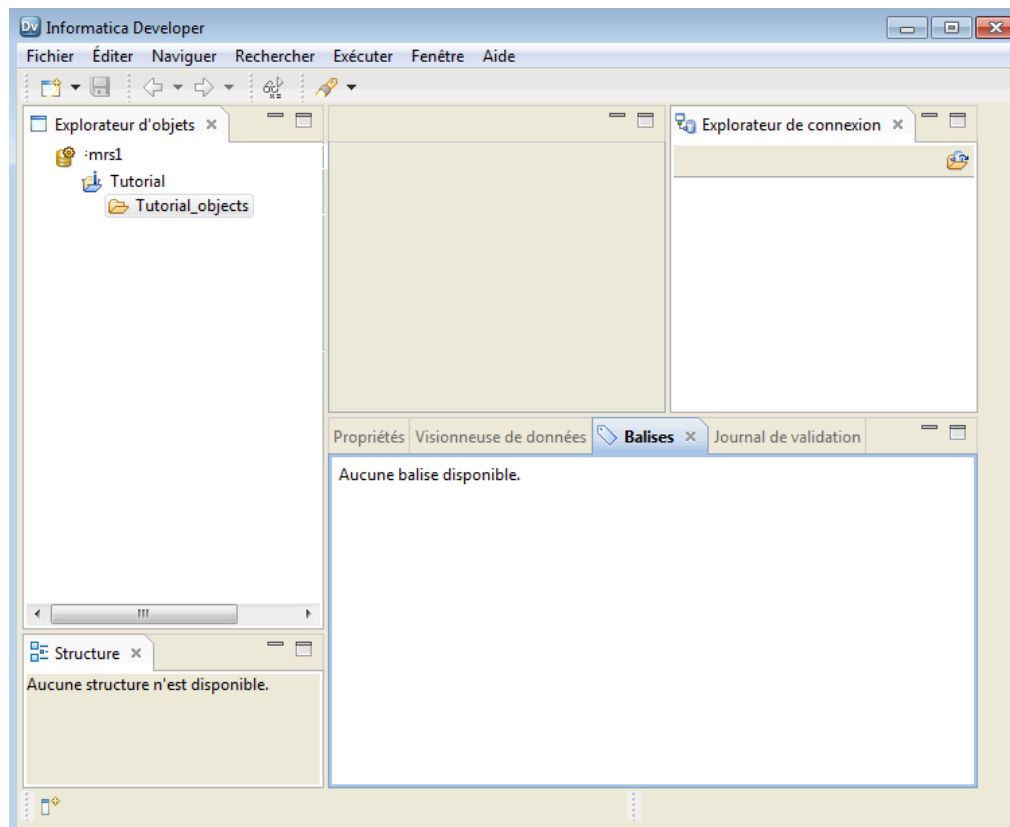 Dv Informatica Developer
Fichier Éditer Naviguer Rechercher Exécuter Fenêtre Aide
Explorateur d'objets
:mrs1
Tutorial
Tutorial_objects
Explorateur de connexion
Propriétés Visionneuse de données Balises Journal de validation
Aucune balise disponible.
Structure
Aucune structure n'est disponible.